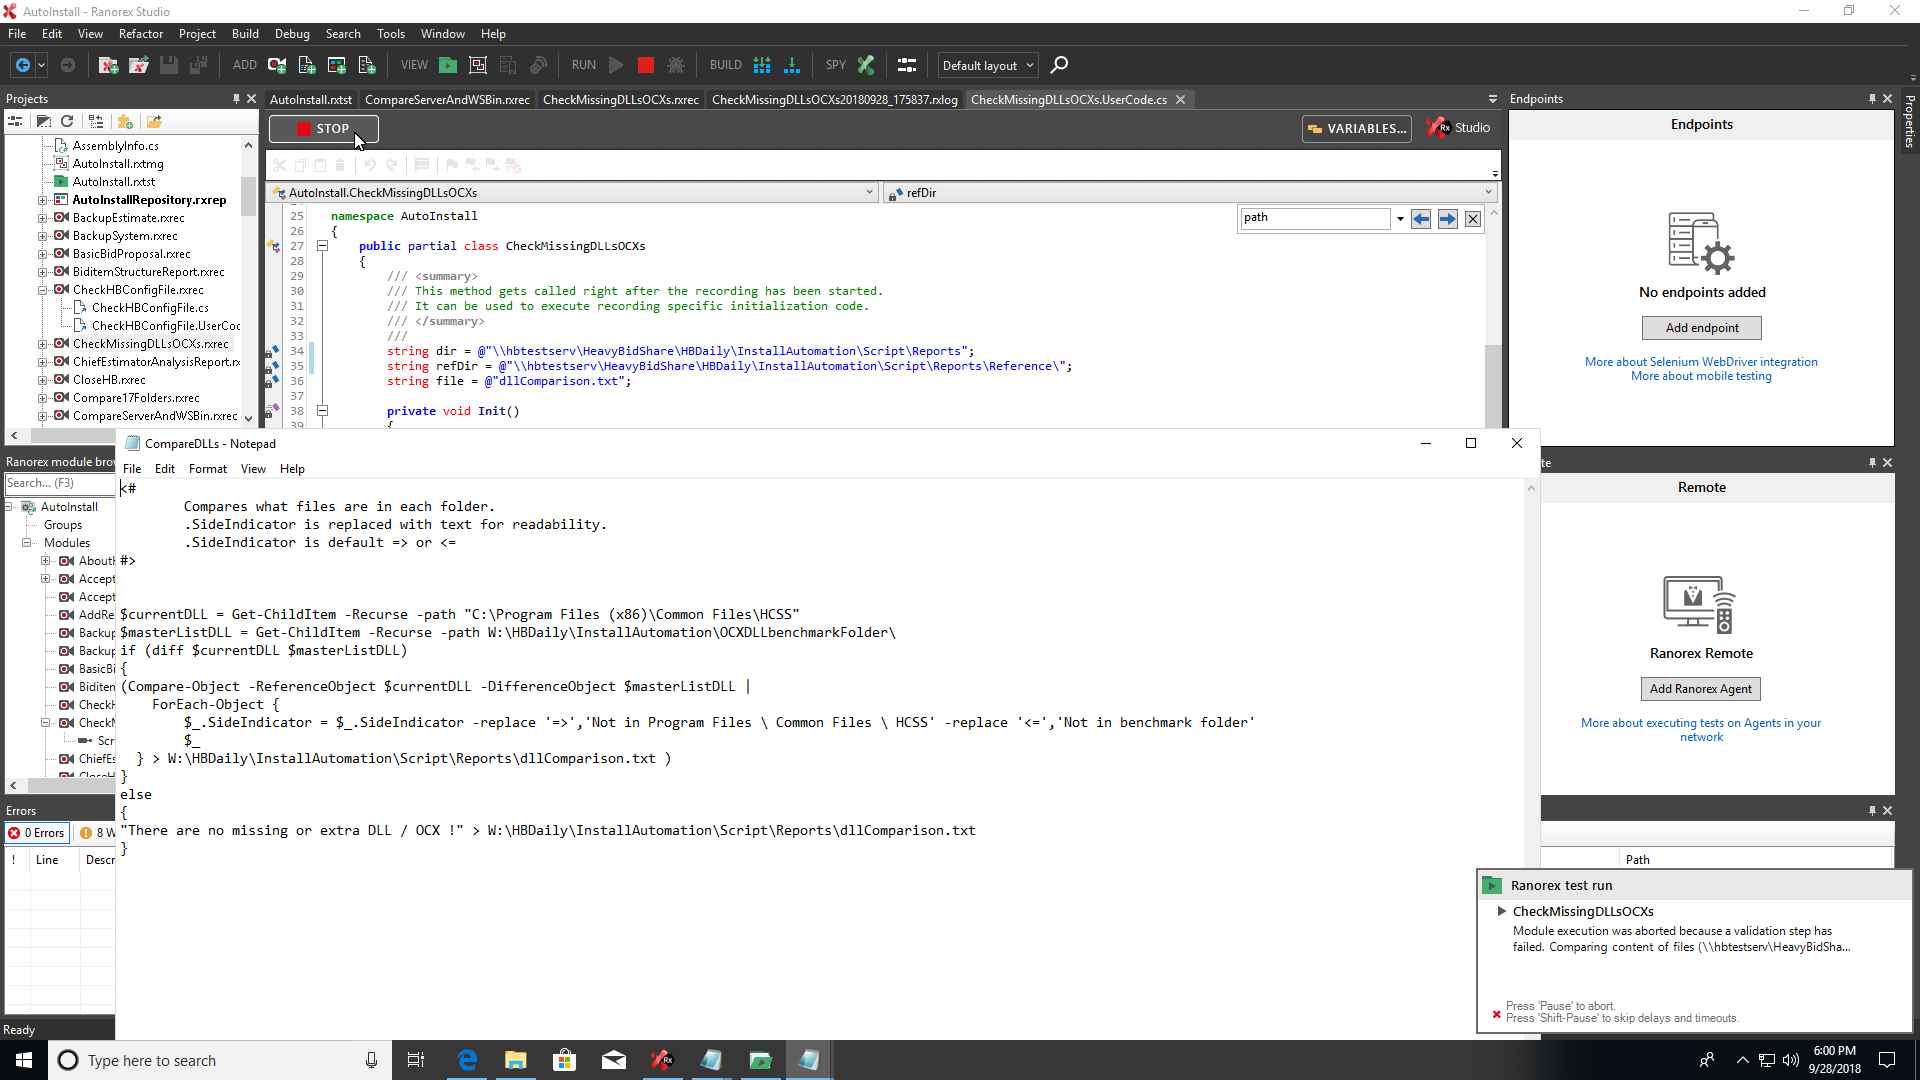 AutoInstall - Ranorex Studio
File Edit View Refactor Project Build Debug Search Tools Window Help
ADD VIEW RUN BUILD SPY Default layout
Projects
AutoInstall.rxtst CompareServerAndWSBin.rxrec CheckMissingDLLsOCXs.rxrec CheckMissingDLLsOCXs20180928_175837.rxlog CheckMissingDLLsOCXs.UserCode.cs
STOP
VARIABLES...
Rx Studio
AssemblyInfo.cs
AutoInstall.rxtmg
AutoInstall.rxtst
AutoInstallRepository.rxrep
BackupEstimate.rxrec
BackupSystem.rxrec
BasicBidProposal.rxrec
BiditemStructureReport.rxrec
CheckHBConfigFile.rxrec
CheckHBConfigFile.cs
CheckHBConfigFile.UserCoc
CheckMissingDLLsOCXs.rxrec
ChiefEstimatorAnalysisReport.rx
CloseHB.rxrec
Compare17Folders.rxrec
CompareServerAndWSBin.rxrec
AutoInstall.CheckMissingDLLsOCXs
refDir
path
25 namespace AutoInstall
26 {
27 public partial class CheckMissingDLLsOCXs
28 {
29 /// <summary>
30 /// This method gets called right after the recording has been started.
31 /// It can be used to execute recording specific initialization code.
32 /// </summary>
33 ///
34 string dir = @"\\hbtestserv\HeavyBidShare\HBDaily\InstallAutomation\Script\Reports";
35 string refDir = @"\\hbtestserv\HeavyBidShare\HBDaily\InstallAutomation\Script\Reports\Reference\";
36 string file = @"dllComparison.txt";
37
38 private void Init()
39 {
Endpoints
Endpoints
No endpoints added
Add endpoint
More about Selenium WebDriver integration
More about mobile testing
Properties
Ranorex module brow
Search... (F3)
AutoInstall
Groups
Modules
AboutH
Accept
Accept
AddRe
Backup
Backup
BasicBi
Biditen
CheckH
CheckM
Scr
ChiefEs
CloseH
Errors
0 Errors
8 W
! Line Descr
Ready
CompareDLLs - Notepad
File Edit Format View Help
<#
Compares what files are in each folder.
.SideIndicator is replaced with text for readability.
.SideIndicator is default => or <=
#>
$currentDLL = Get-ChildItem -Recurse -path "C:\Program Files (x86)\Common Files\HCSS"
$masterListDLL = Get-ChildItem -Recurse -path W:\HBDaily\InstallAutomation\OCXDLLbenchmarkFolder\
if (diff $currentDLL $masterListDLL)
{
(Compare-Object -ReferenceObject $currentDLL -DifferenceObject $masterListDLL |
ForEach-Object {
$_.SideIndicator = $_.SideIndicator -replace '=>','Not in Program Files \ Common Files \ HCSS' -replace '<=','Not in benchmark folder'
$_
} > W:\HBDaily\InstallAutomation\Script\Reports\dllComparison.txt )
}
else
{
"There are no missing or extra DLL / OCX !" > W:\HBDaily\InstallAutomation\Script\Reports\dllComparison.txt
}
te
Remote
Ranorex Remote
Add Ranorex Agent
More about executing tests on Agents in your
network
Path
Ranorex test run
CheckMissingDLLsOCXs
Module execution was aborted because a validation step has
failed. Comparing content of files (\\hbtestserv\HeavyBidSha...
Press 'Pause' to abort.
Press 'Shift-Pause' to skip delays and timeouts.
Type here to search
6:00 PM
9/28/2018